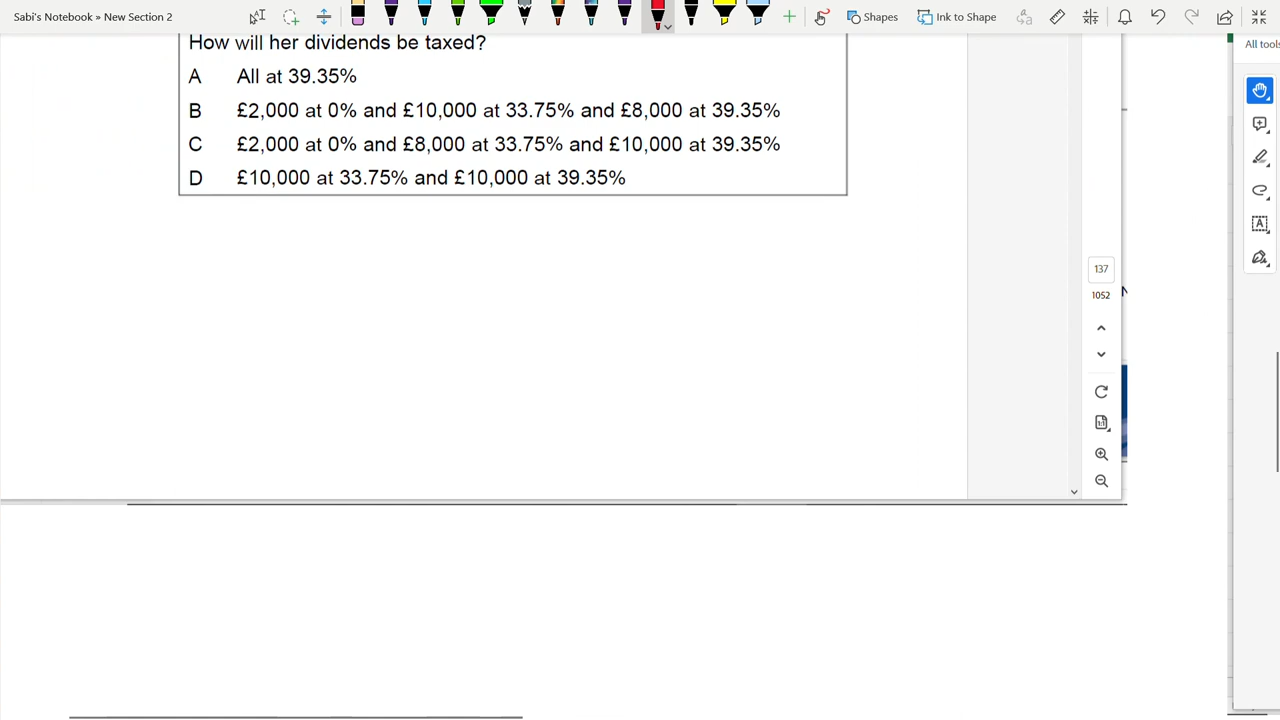 Sabi's Notebook » New Section 2
Shapes
Ink to Shape
All tools
How will her dividends be taxed?
A All at 39.35%
B £2,000 at 0% and £10,000 at 33.75% and £8,000 at 39.35%
C £2,000 at 0% and £8,000 at 33.75% and £10,000 at 39.35%
D £10,000 at 33.75% and £10,000 at 39.35%
137
1052